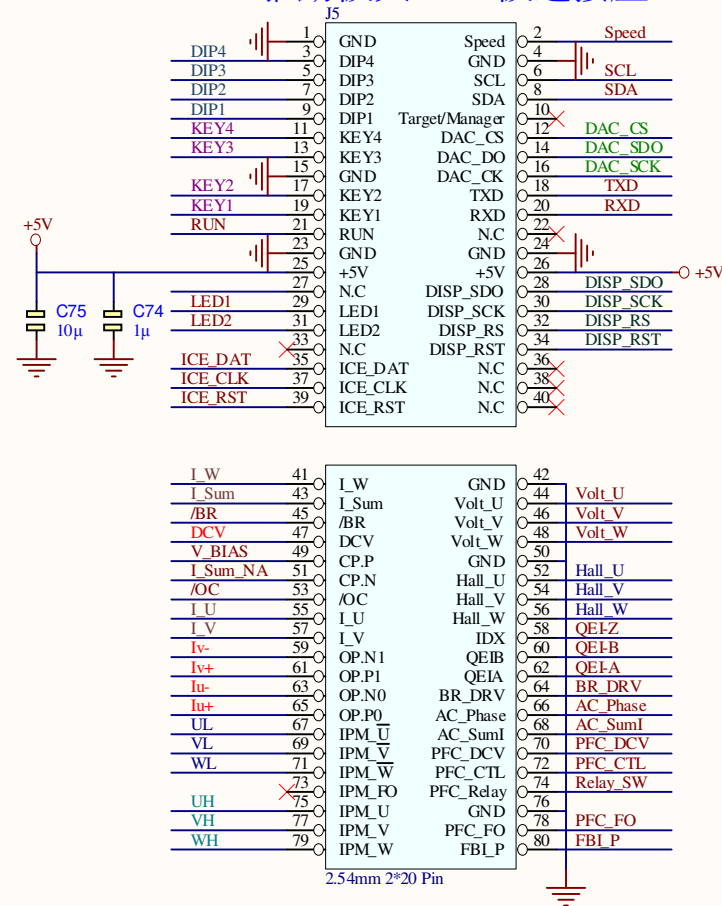 J5
1 GND Speed 2 Speed
DIP4 3 DIP4 GND 4
DIP3 5 DIP3 SCL 6 SCL
DIP2 7 DIP2 SDA 8 SDA
DIP1 9 DIP1 Target/Manager 10
KEY4 11 KEY4 DAC_CS 12 DAC_CS
KEY3 13 KEY3 DAC_DO 14 DAC_SDO
15 GND DAC_CK 16 DAC_SCK
KEY2 17 KEY2 TXD 18 TXD
KEY1 19 KEY1 RXD 20 RXD
RUN 21 RUN N.C 22
+5V 23 GND GND 24
25 +5V +5V 26 +5V
27 N.C DISP_SDO 28 DISP_SDO
C75 C74 LED1 29 LED1 DISP_SCK 30 DISP_SCK
10µ 1µ LED2 31 LED2 DISP_RS 32 DISP_RS
33 N.C DISP_RST 34 DISP_RST
ICE_DAT 35 ICE_DAT N.C 36
ICE_CLK 37 ICE_CLK N.C 38
ICE_RST 39 ICE_RST N.C 40
I_W 41 I_W GND 42
I_Sum 43 I_Sum Volt_U 44 Volt_U
/BR 45 /BR Volt_V 46 Volt_V
DCV 47 DCV Volt_W 48 Volt_W
V_BIAS 49 CP.P GND 50
I_Sum_NA 51 CP.N Hall_U 52 Hall_U
/OC 53 /OC Hall_V 54 Hall_V
I_U 55 I_U Hall_W 56 Hall_W
I_V 57 I_V IDX 58 QEI-Z
Iv- 59 OP.N1 QEIB 60 QEI-B
Iv+ 61 OP.P1 QEIA 62 QEI-A
Iu- 63 OP.N0 BR_DRV 64 BR_DRV
Iu+ 65 OP.P0 AC_Phase 66 AC_Phase
UL 67 IPM_U̅ AC_SumI 68 AC_SumI
VL 69 IPM_V̅ PFC_DCV 70 PFC_DCV
WL 71 IPM_W̅ PFC_CTL 72 PFC_CTL
73 IPM_FO PFC_Relay 74 Relay_SW
UH 75 IPM_U GND 76
VH 77 IPM_V PFC_FO 78 PFC_FO
WH 79 IPM_W FBI_P 80 FBI_P
2.54mm 2*20 Pin